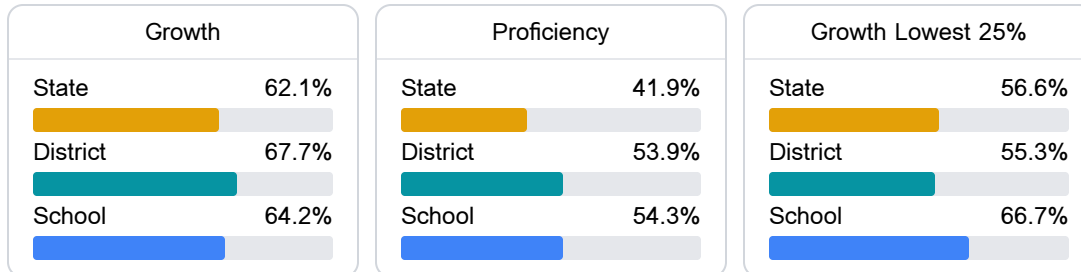 Growth
State 62.1%
District 67.7%
School 64.2%
Proficiency
State 41.9%
District 53.9%
School 54.3%
Growth Lowest 25%
State 56.6%
District 55.3%
School 66.7%